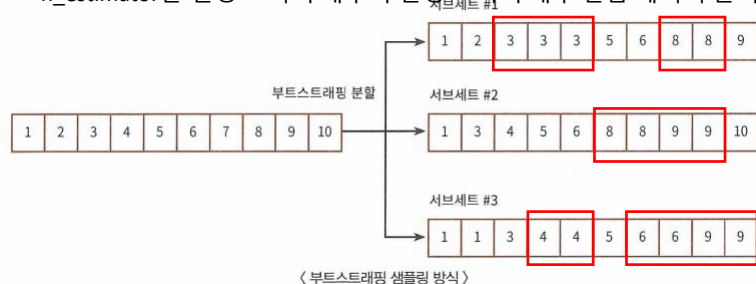 서브세트 #1
1 2 3 3 3 5 6 8 8 9
부트스트래핑 분할
서브세트 #2
1 2 3 4 5 6 7 8 9 10
1 3 4 5 6 8 8 9 9 10
서브세트 #3
1 1 3 4 4 5 6 6 9 9
< 부트스트래핑 샘플링 방식 >